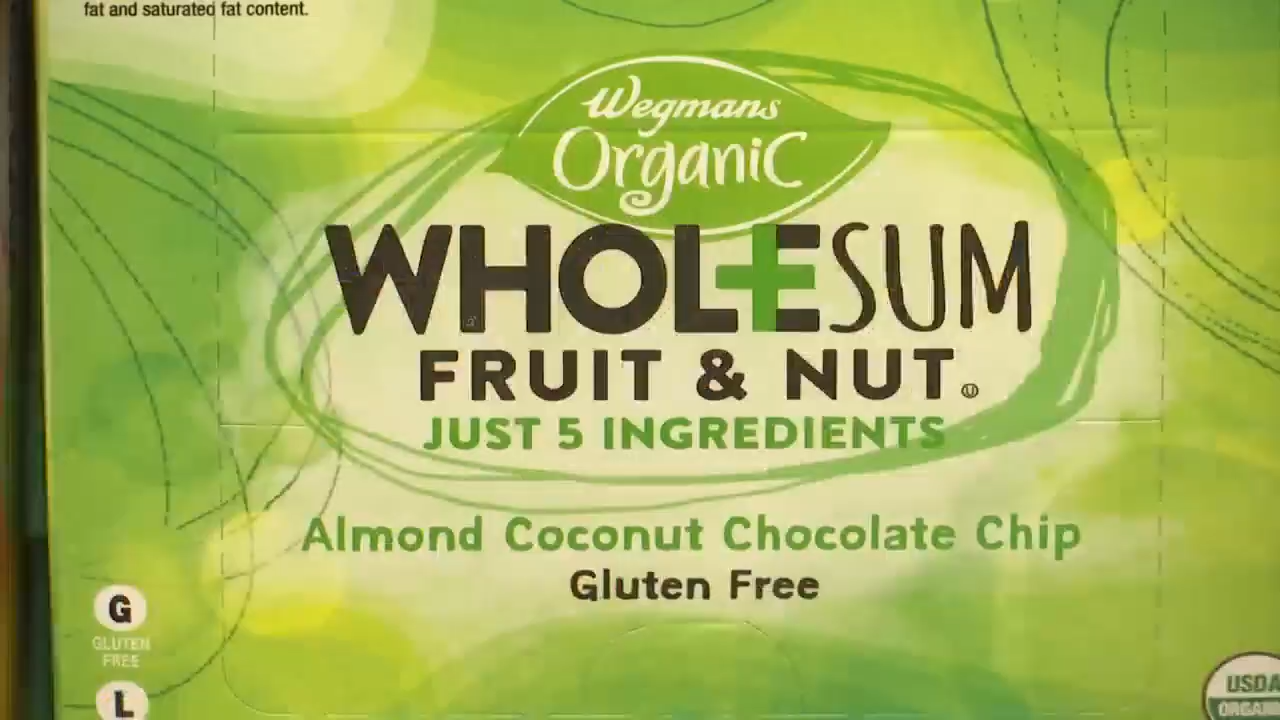 fat and saturated fat content.
Wegmans
Organic
WHOLESUM
FRUIT & NUT
JUST 5 INGREDIENTS
Almond Coconut Chocolate Chip
Gluten Free
G
GLUTEN
FREE
L
USDA
ORGANIC